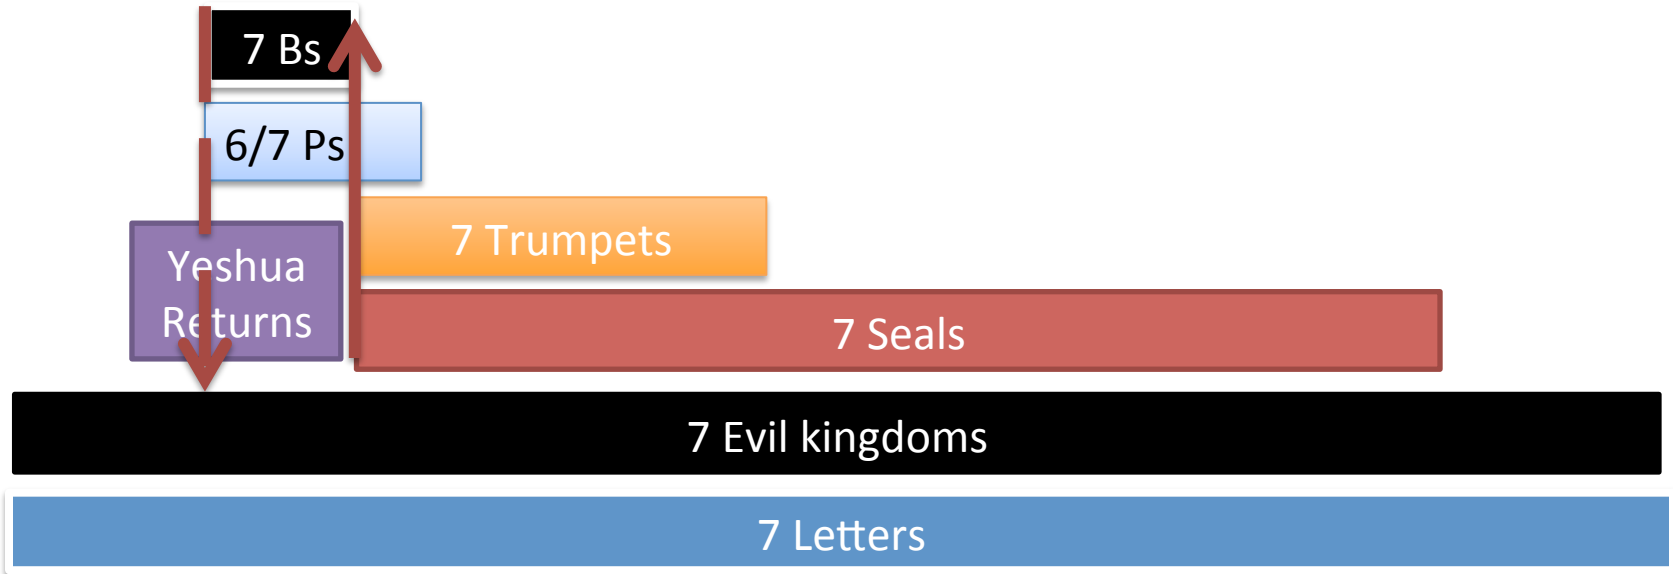 7 Bs
6/7 Ps
7 Trumpets
Yeshua
Returns
7 Seals
7 Evil kingdoms
7 Letters